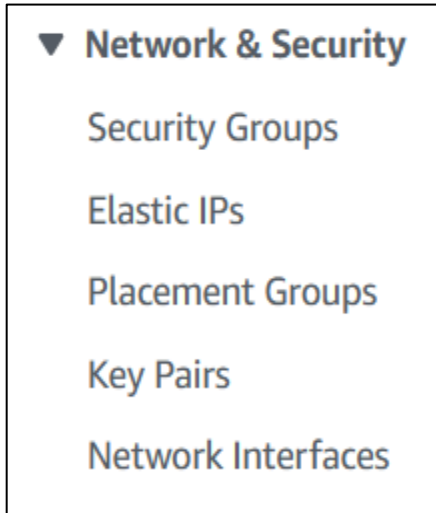 Network & Security
Security Groups
Elastic IPs
Placement Groups
Key Pairs
Network Interfaces